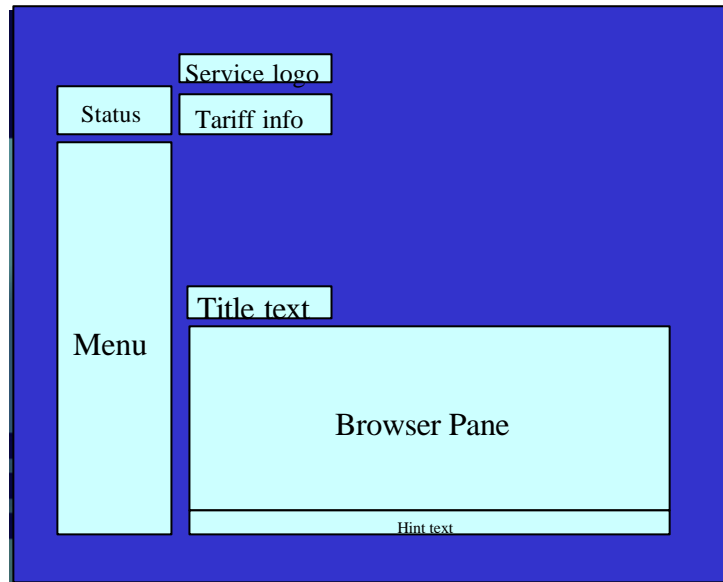 Service logo
Status
Tariff info
Title text
Menu
Browser Pane
Hint text